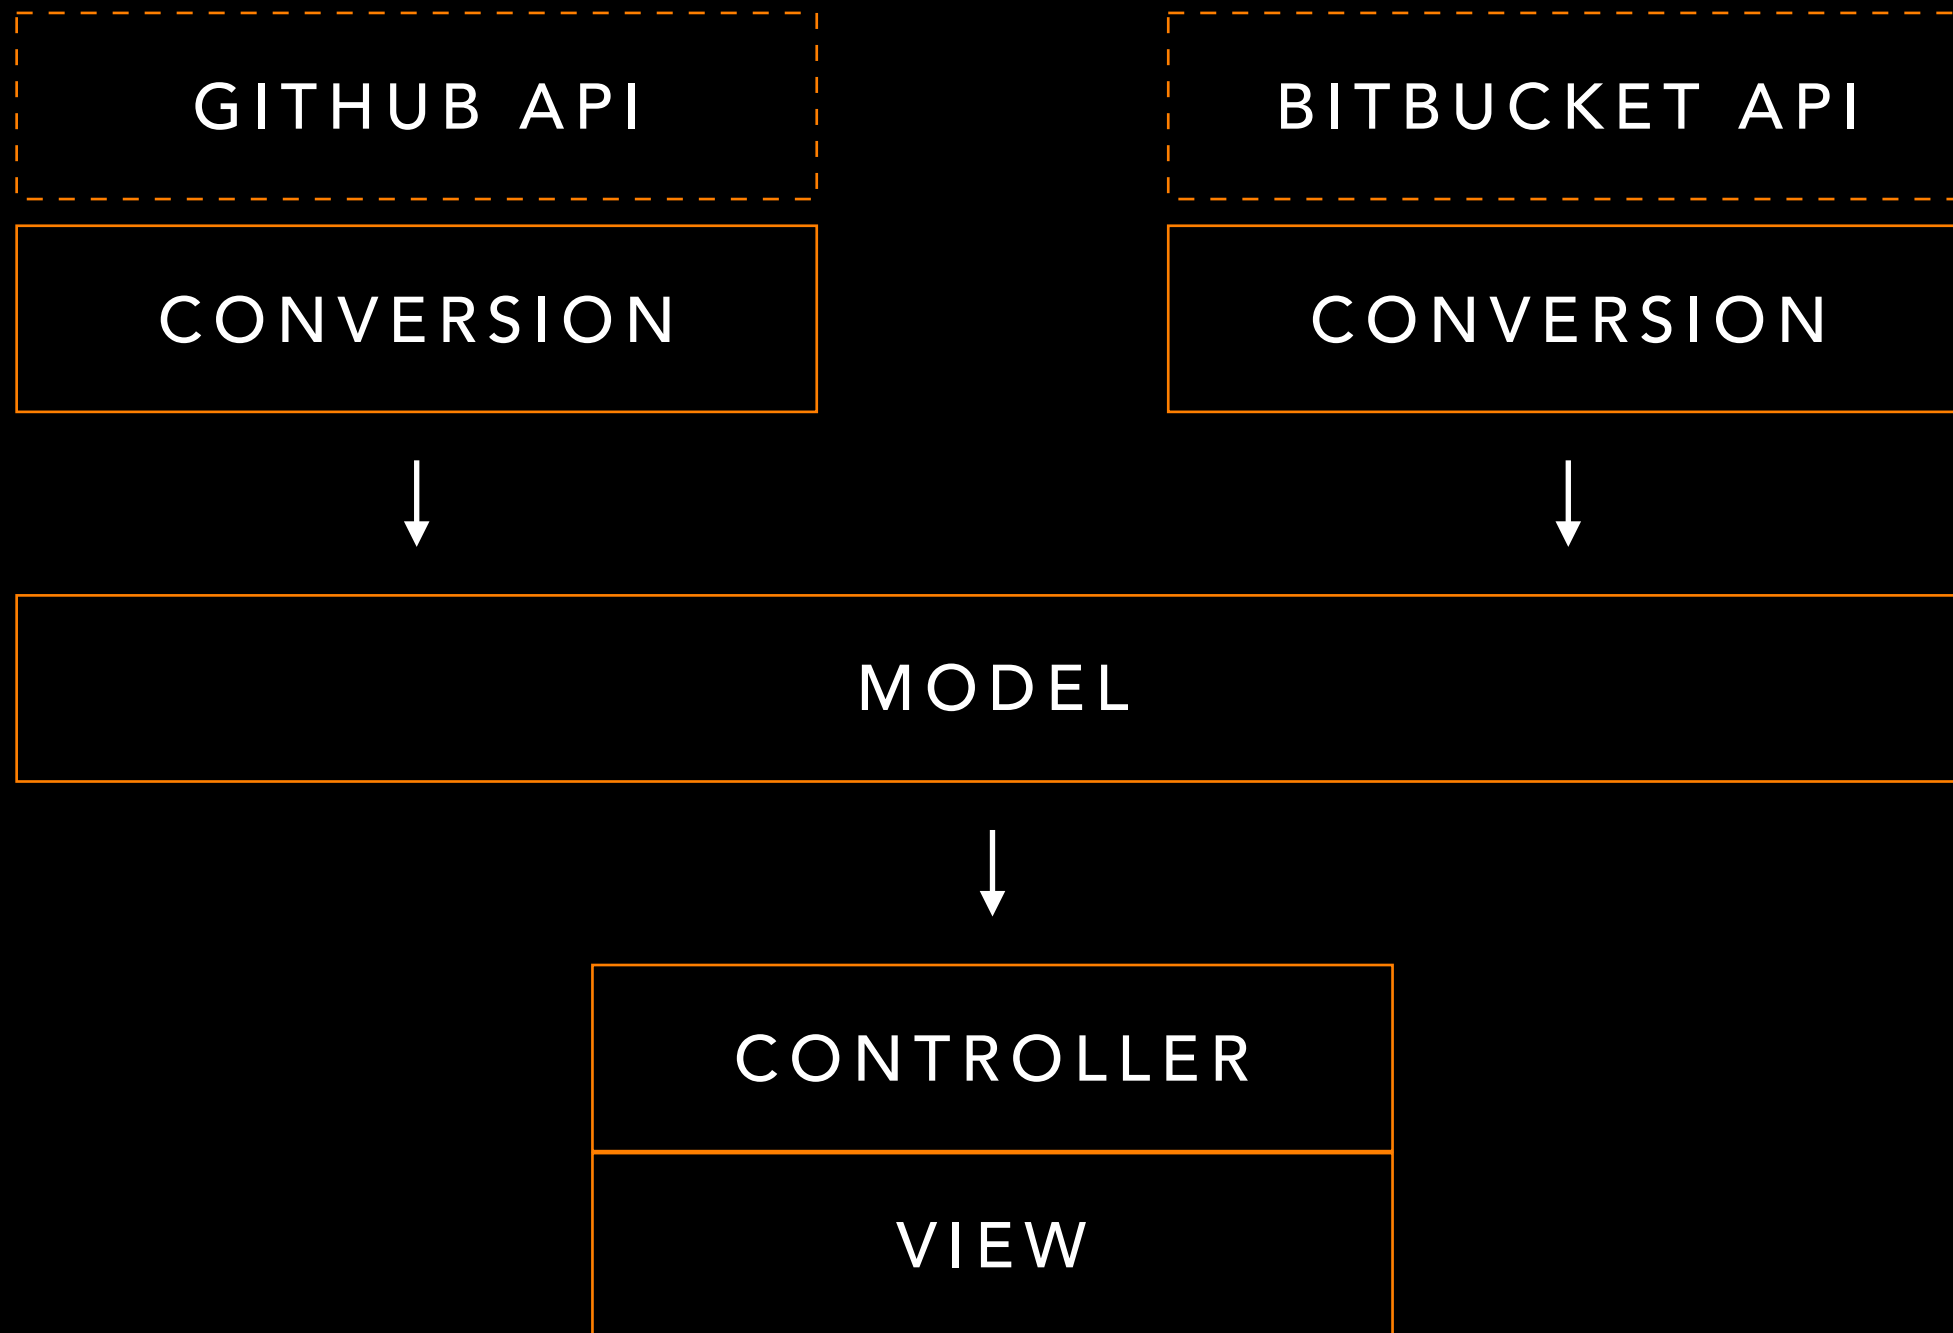 GITHUB API
BITBUCKET API
CONVERSION
CONVERSION
MODEL
CONTROLLER
VIEW